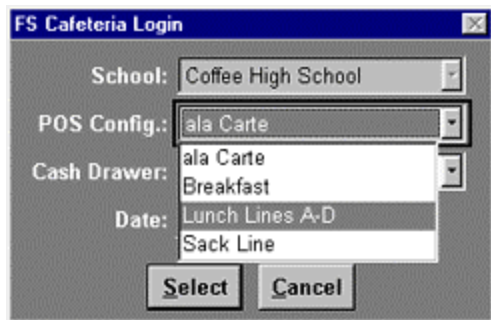 FS Cafeteria Login
School: Coffee High School
POS Config.: ala Carte
ala Carte
Cash Drawer:
Breakfast
Date: Lunch Lines A-D
Sack Line
Select Cancel